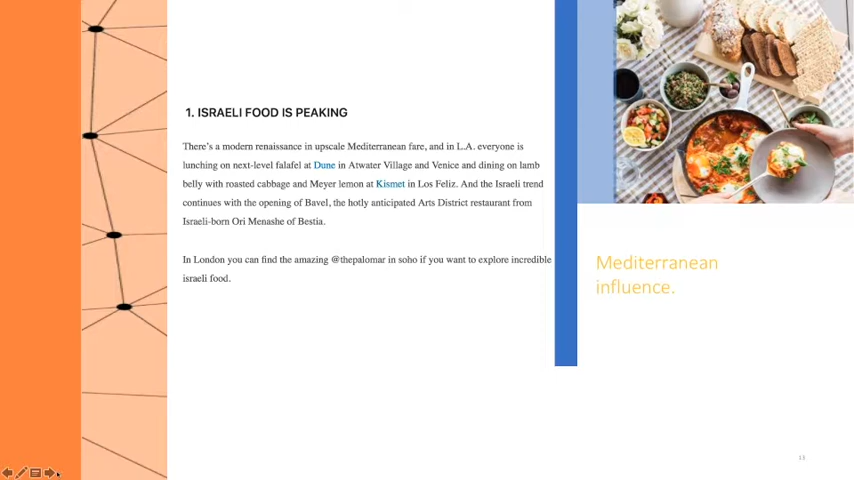 1. ISRAELI FOOD IS PEAKING
There's a modern renaissance in upscale Mediterranean fare, and in L.A. everyone is
lunching on next-level falafel at Dune in Atwater Village and Venice and dining on lamb
belly with roasted cabbage and Meyer lemon at Kismet in Los Feliz. And the Israeli trend
continues with the opening of Bavel, the hotly anticipated Arts District restaurant from
Israeli-born Ori Menashe of Bestia.
In London you can find the amazing @thepalomar in soho if you want to explore incredible
israeli food.
Mediterranean
influence.
11